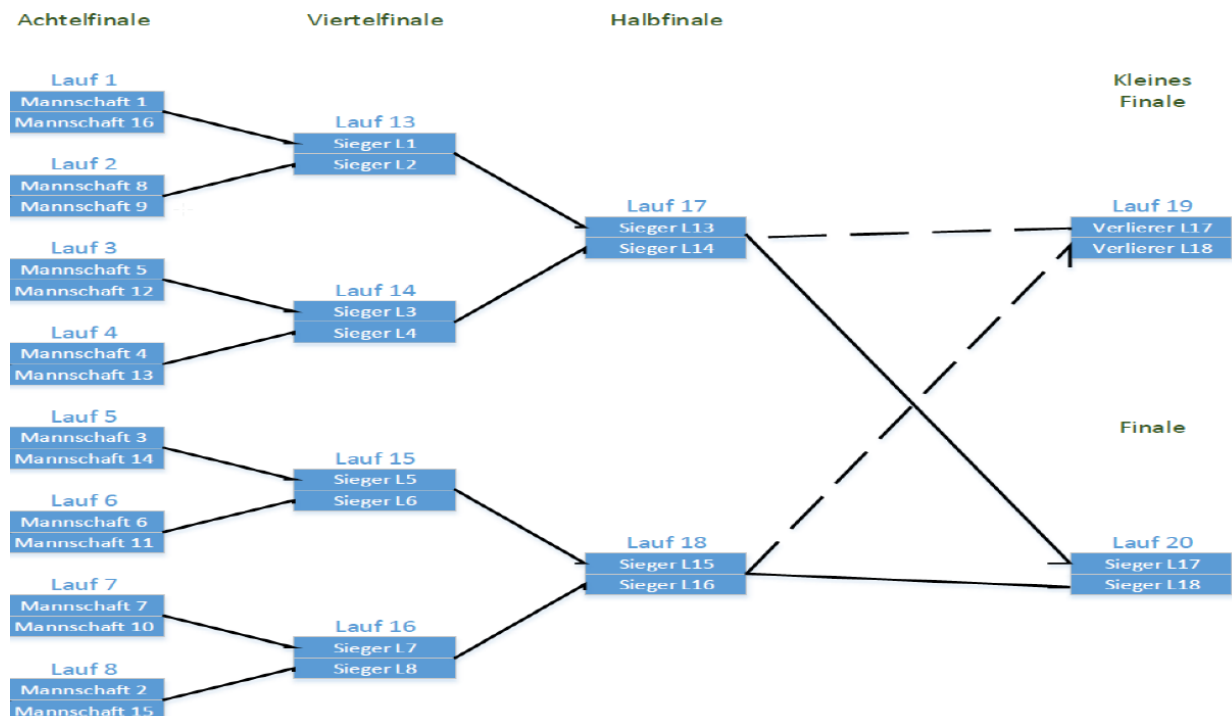 Achtelfinale
Viertelfinale
Halbfinale
Lauf 1
Mannschaft 1
Mannschaft 16
Lauf 2
Mannschaft 8
Mannschaft 9
Lauf 3
Mannschaft 5
Mannschaft 12
Lauf 4
Mannschaft 4
Mannschaft 13
Lauf 5
Mannschaft 3
Mannschaft 14
Lauf 6
Mannschaft 6
Mannschaft 11
Lauf 7
Mannschaft 7
Mannschaft 10
Lauf 8
Mannschaft 2
Mannschaft 15
Lauf 13
Sieger L1
Sieger L2
Lauf 14
Sieger L3
Sieger L4
Lauf 15
Sieger L5
Sieger L6
Lauf 16
Sieger L7
Sieger L8
Lauf 17
Sieger L13
Sieger L14
Lauf 18
Sieger L15
Sieger L16
Kleines
Finale
Lauf 19
Verlierer L17
Verlierer L18
Finale
Lauf 20
Sieger L17
Sieger L18